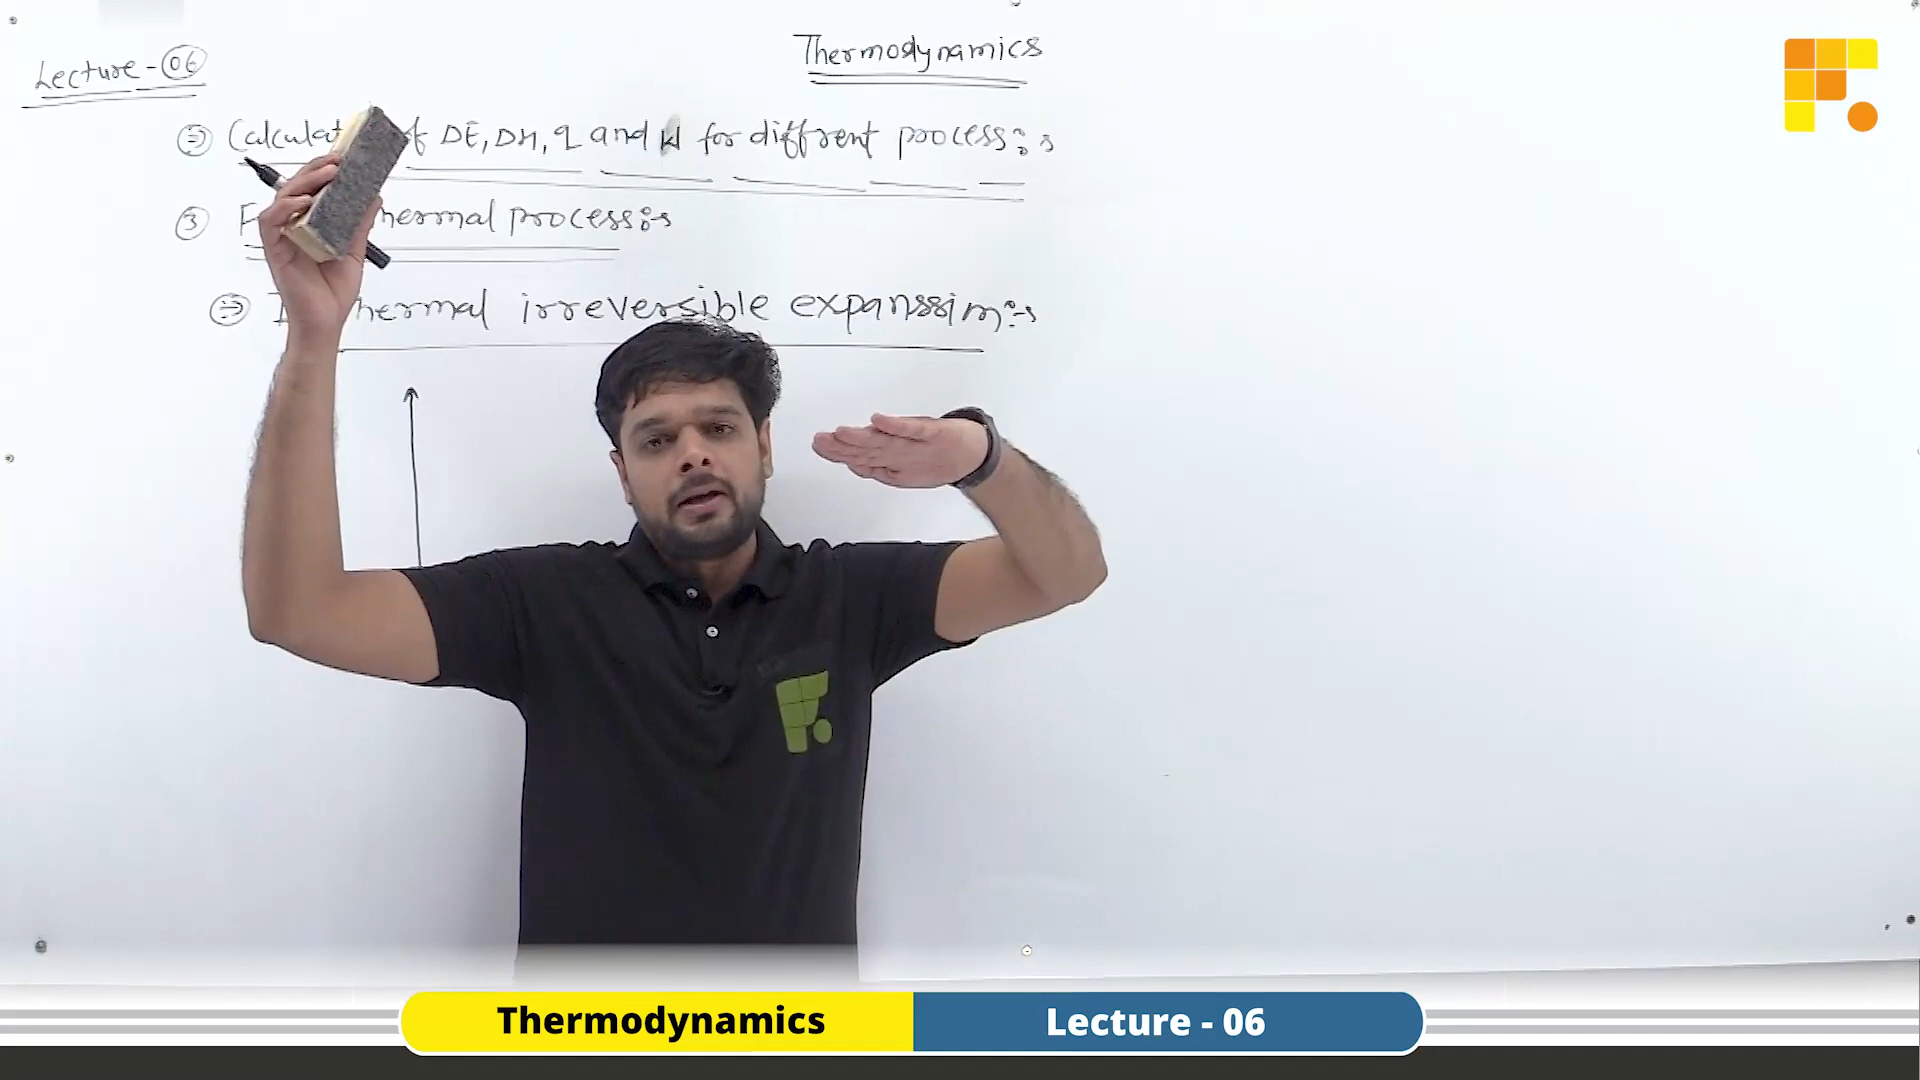 Lecture - 06
Thermodynamics
⇒ Calculat of ΔE, ΔH, q and W for different process :-
③ F hermal process :-
⇒ I hermal irreversible expanssion :-
Thermodynamics
Lecture - 06